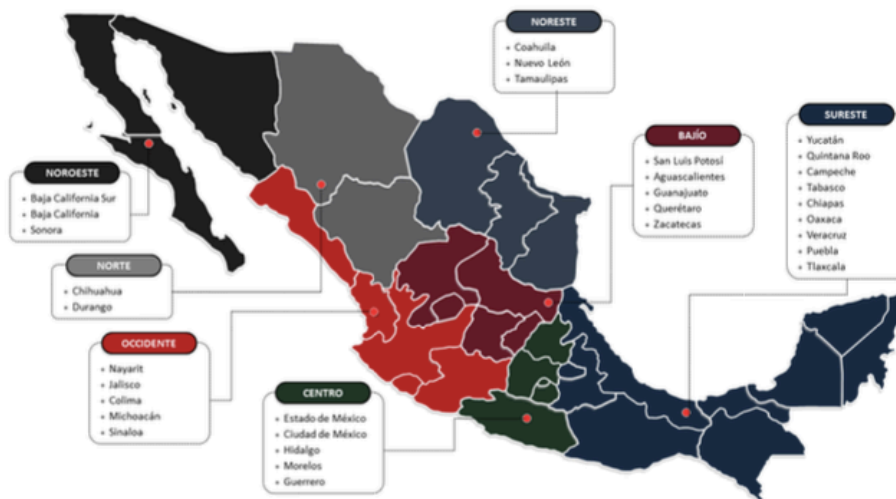 NORESTE
Coahuila
Nuevo León
Tamaulipas
SURESTE
Yucatán
Quintana Roo
Campeche
Tabasco
Chiapas
Oaxaca
Veracruz
Puebla
Tlaxcala
BAJÍO
San Luis Potosí
Aguascalientes
Guanajuato
Querétaro
Zacatecas
NOROESTE
Baja California Sur
Baja California
Sonora
NORTE
Chihuahua
Durango
OCCIDENTE
Nayarit
Jalisco
Colima
Michoacán
Sinaloa
CENTRO
Estado de México
Ciudad de México
Hidalgo
Morelos
Guerrero